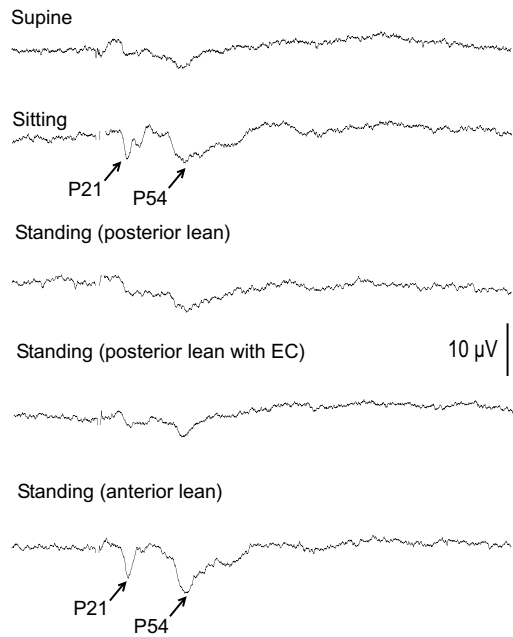 Supine
Sitting
P21
P54
Standing (posterior lean)
Standing (posterior lean with EC)
10 μV
Standing (anterior lean)
P21
P54